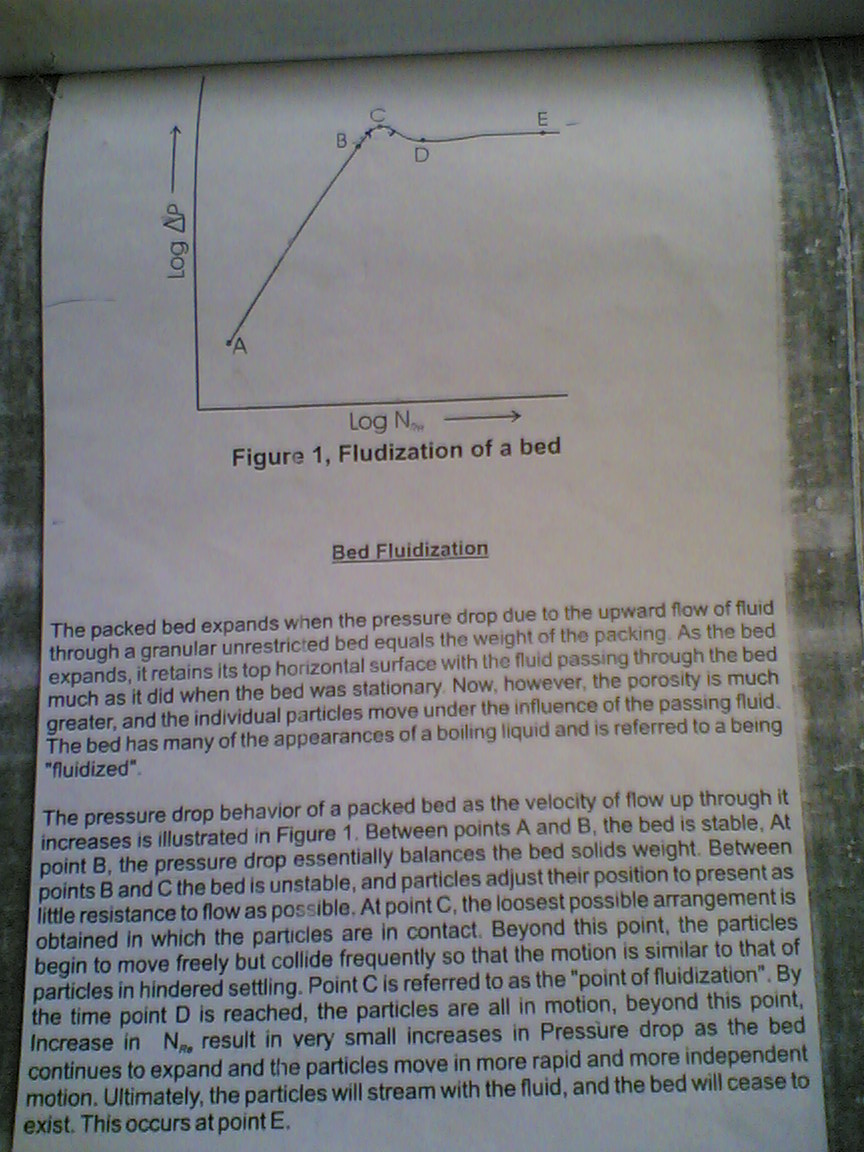 C
B
E
D
Log ΔP
A
Log N_Re
Figure 1, Fludization of a bed
Bed Fluidization
The packed bed expands when the pressure drop due to the upward flow of fluid
through a granular unrestricted bed equals the weight of the packing. As the bed
expands, it retains its top horizontal surface with the fluid passing through the bed
much as it did when the bed was stationary. Now, however, the porosity is much
greater, and the individual particles move under the influence of the passing fluid.
The bed has many of the appearances of a boiling liquid and is referred to a being
"fluidized".
The pressure drop behavior of a packed bed as the velocity of flow up through it
increases is illustrated in Figure 1. Between points A and B, the bed is stable. At
point B, the pressure drop essentially balances the bed solids weight. Between
points B and C the bed is unstable, and particles adjust their position to present as
little resistance to flow as possible. At point C, the loosest possible arrangement is
obtained in which the particles are in contact. Beyond this point, the particles
begin to move freely but collide frequently so that the motion is similar to that of
particles in hindered settling. Point C is referred to as the "point of fluidization". By
the time point D is reached, the particles are all in motion, beyond this point,
Increase in N_Re result in very small increases in Pressure drop as the bed
continues to expand and the particles move in more rapid and more independent
motion. Ultimately, the particles will stream with the fluid, and the bed will cease to
exist. This occurs at point E.